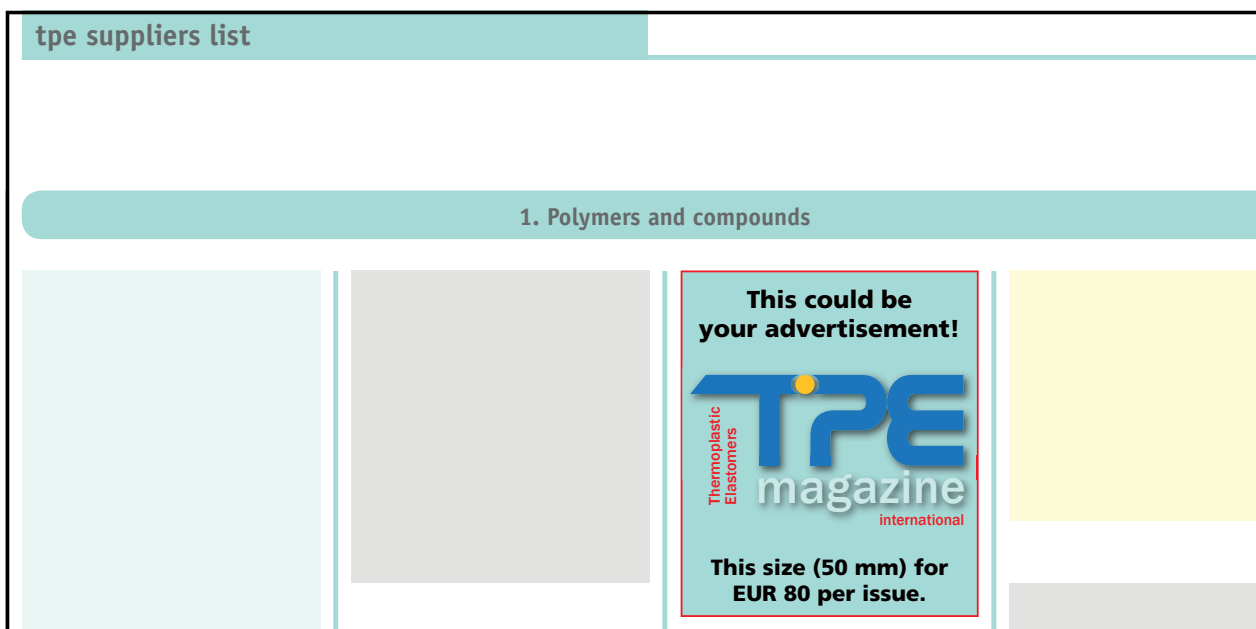 tpe suppliers list
1. Polymers and compounds
This could be
your advertisement!
TPE
Thermoplastic
Elastomers
magazine
international
This size (50 mm) for
EUR 80 per issue.